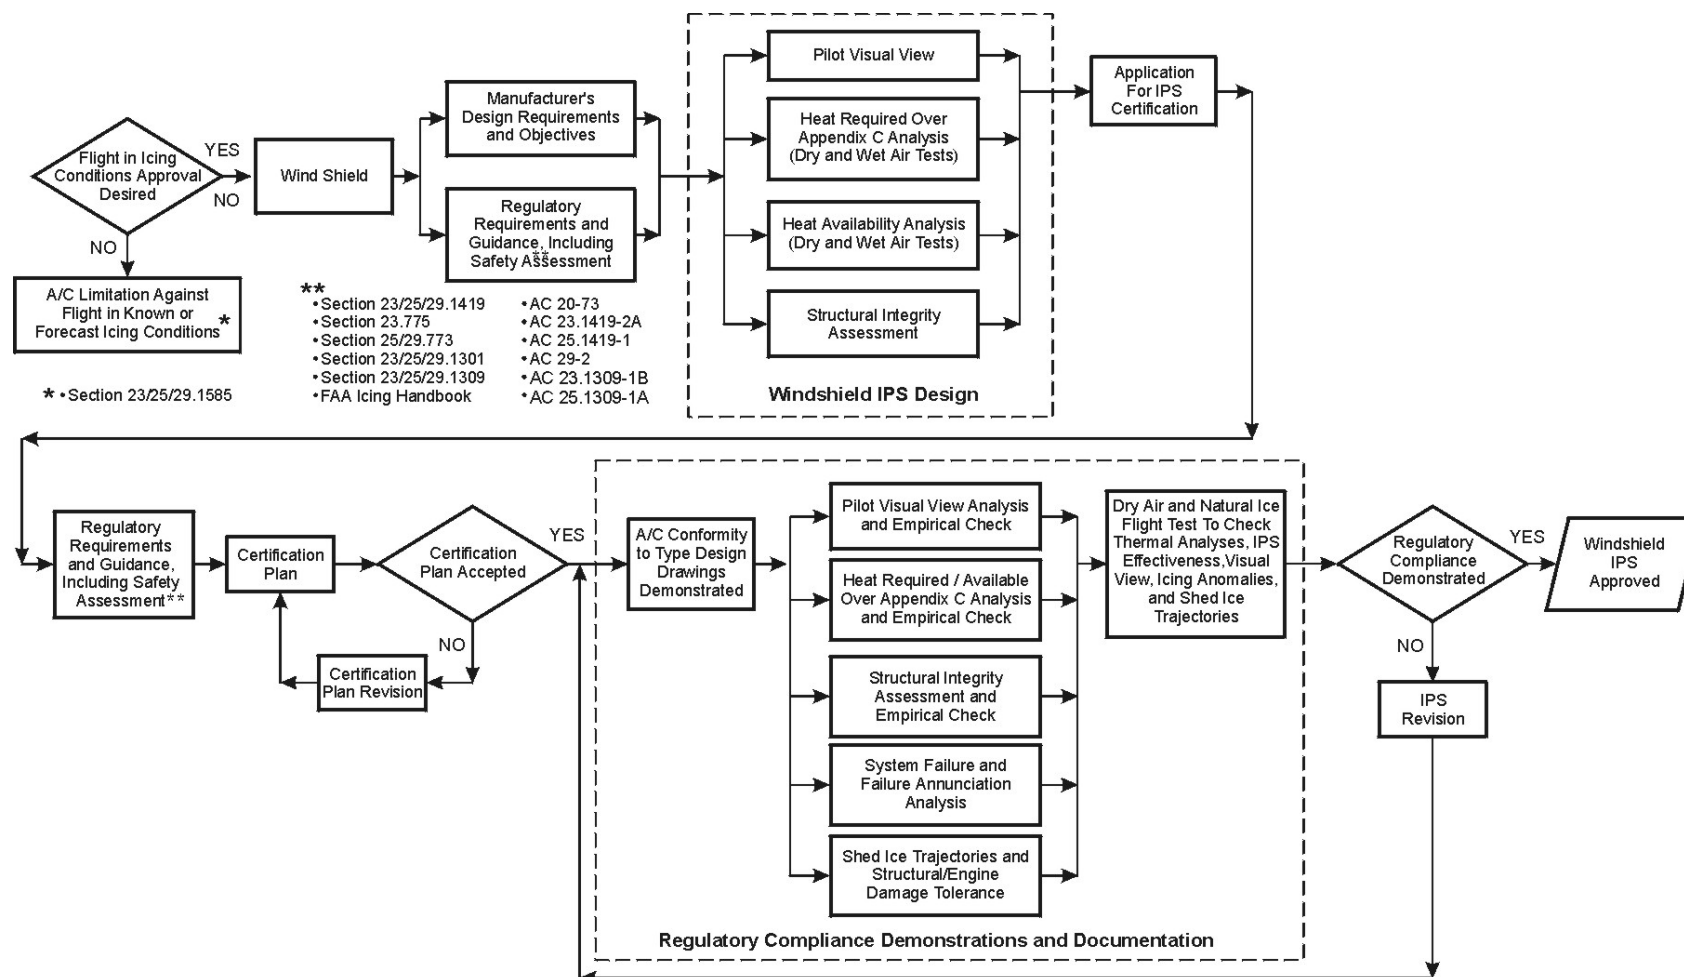 Flight in Icing
Conditions Approval
Desired
YES
NO
NO
A/C Limitation Against
Flight in Known or
Forecast Icing Conditions*
* •Section 23/25/29.1585
Wind Shield
Manufacturer's
Design Requirements
and Objectives
Regulatory
Requirements and
Guidance, Including
Safety Assessment
**
**
•Section 23/25/29.1419
•Section 23.775
•Section 25/29.773
•Section 23/25/29.1301
•Section 23/25/29.1309
•FAA Icing Handbook
•AC 20-73
•AC 23.1419-2A
•AC 25.1419-1
•AC 29-2
•AC 23.1309-1B
•AC 25.1309-1A
Pilot Visual View
Heat Required Over
Appendix C Analysis
(Dry and Wet Air Tests)
Heat Availability Analysis
(Dry and Wet Air Tests)
Structural Integrity
Assessment
Windshield IPS Design
Application
For IPS
Certification
Regulatory
Requirements
and Guidance,
Including Safety
Assessment**
Certification
Plan
Certification
Plan Accepted
YES
NO
Certification
Plan Revision
A/C Conformity
to Type Design
Drawings
Demonstrated
Pilot Visual View Analysis
and Empirical Check
Heat Required / Available
Over Appendix C Analysis
and Empirical Check
Structural Integrity
Assessment and
Empirical Check
System Failure and
Failure Annunciation
Analysis
Shed Ice Trajectories and
Structural/Engine
Damage Tolerance
Dry Air and Natural Ice
Flight Test To Check
Thermal Analyses, IPS
Effectiveness,Visual
View, Icing Anomalies,
and Shed Ice
Trajectories
Regulatory Compliance Demonstrations and Documentation
Regulatory
Compliance
Demonstrated
YES
NO
Windshield
IPS
Approved
IPS
Revision